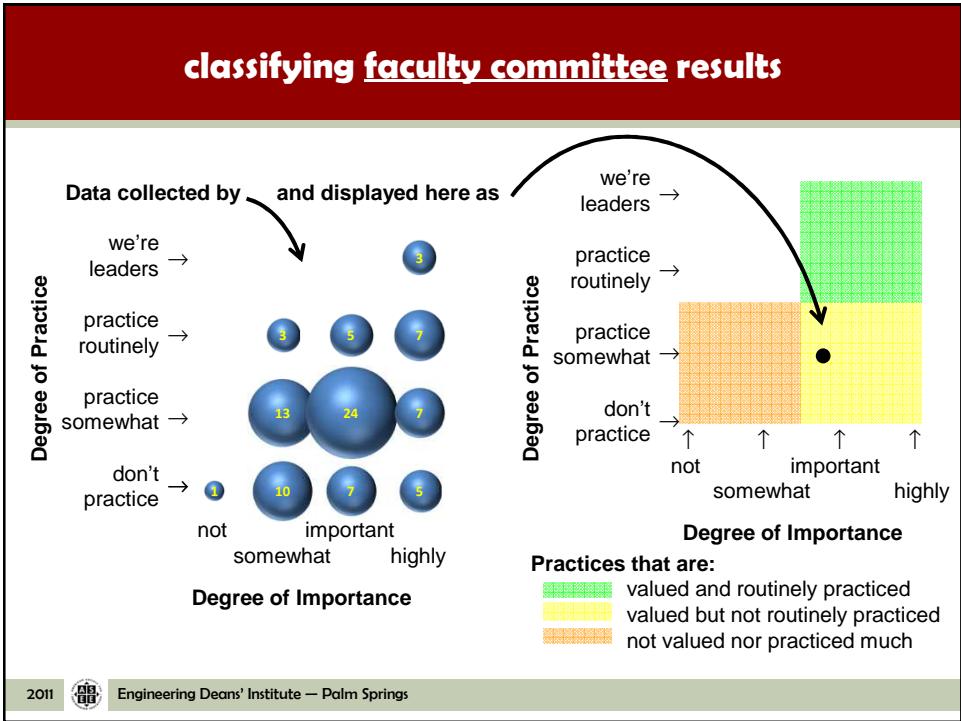 classifying faculty committee results
Data collected by
and displayed here as
Degree of Practice
we're
leaders →
3
practice
routinely →
3
5
7
practice
somewhat →
13
24
7
don't
practice →
1
10
7
5
not
important
somewhat
highly
Degree of Importance
Degree of Practice
we're
leaders →
practice
routinely →
practice
somewhat →
don't
practice →
↑ ↑ ↑ ↑
not
important
somewhat
highly
Degree of Importance
Practices that are:
valued and routinely practiced
valued but not routinely practiced
not valued nor practiced much
2011
A S
E E
Engineering Deans' Institute — Palm Springs